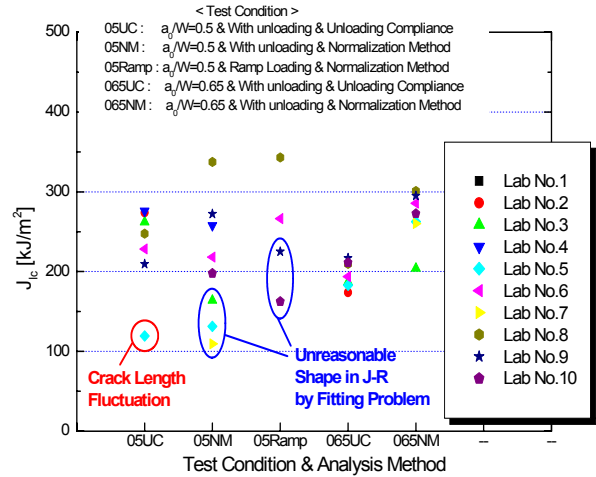 < Test Condition >
05UC : a0/W=0.5 & With unloading & Unloading Compliance
05NM : a0/W=0.5 & With unloading & Normalization Method
05Ramp : a0/W=0.5 & Ramp Loading & Normalization Method
065UC : a0/W=0.65 & With unloading & Unloading Compliance
065NM : a0/W=0.65 & With unloading & Normalization Method
500
400
300
200
100
0
JIc [kJ/m2]
Lab No.1
Lab No.2
Lab No.3
Lab No.4
Lab No.5
Lab No.6
Lab No.7
Lab No.8
Lab No.9
Lab No.10
Crack Length
Fluctuation
Unreasonable
Shape in J-R
by Fitting Problem
05UC 05NM 05Ramp 065UC 065NM -- --
Test Condition & Analysis Method